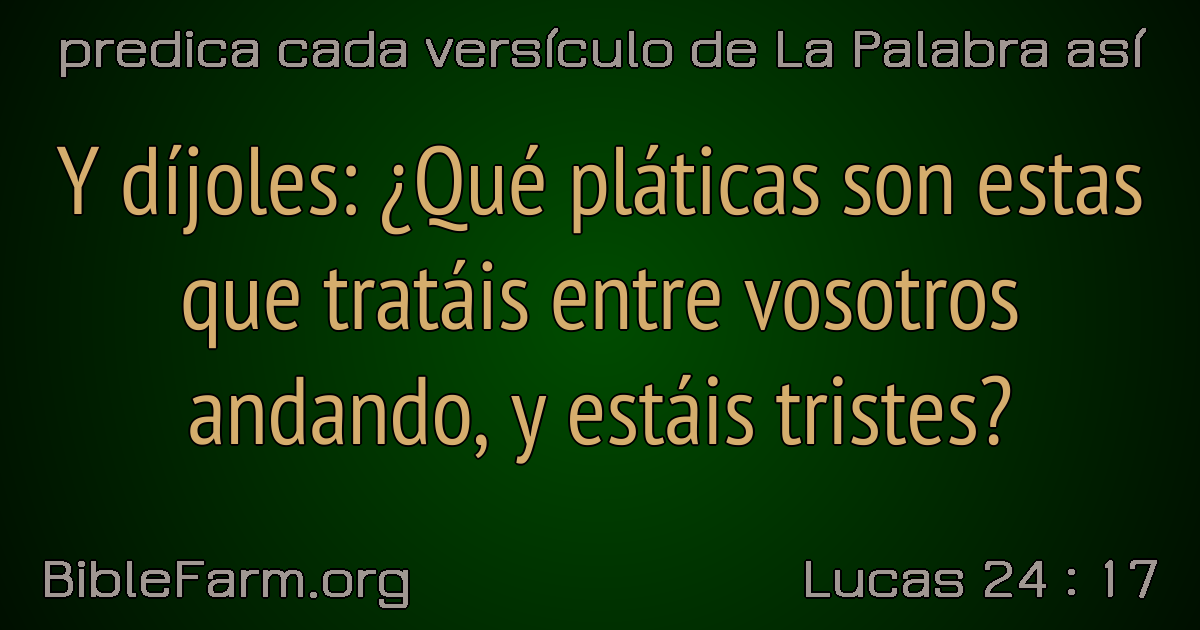 predica cada versículo de La Palabra así
Y díjoles: ¿Qué pláticas son estas
que tratáis entre vosotros
andando, y estáis tristes?
BibleFarm.org
Lucas 24 : 17